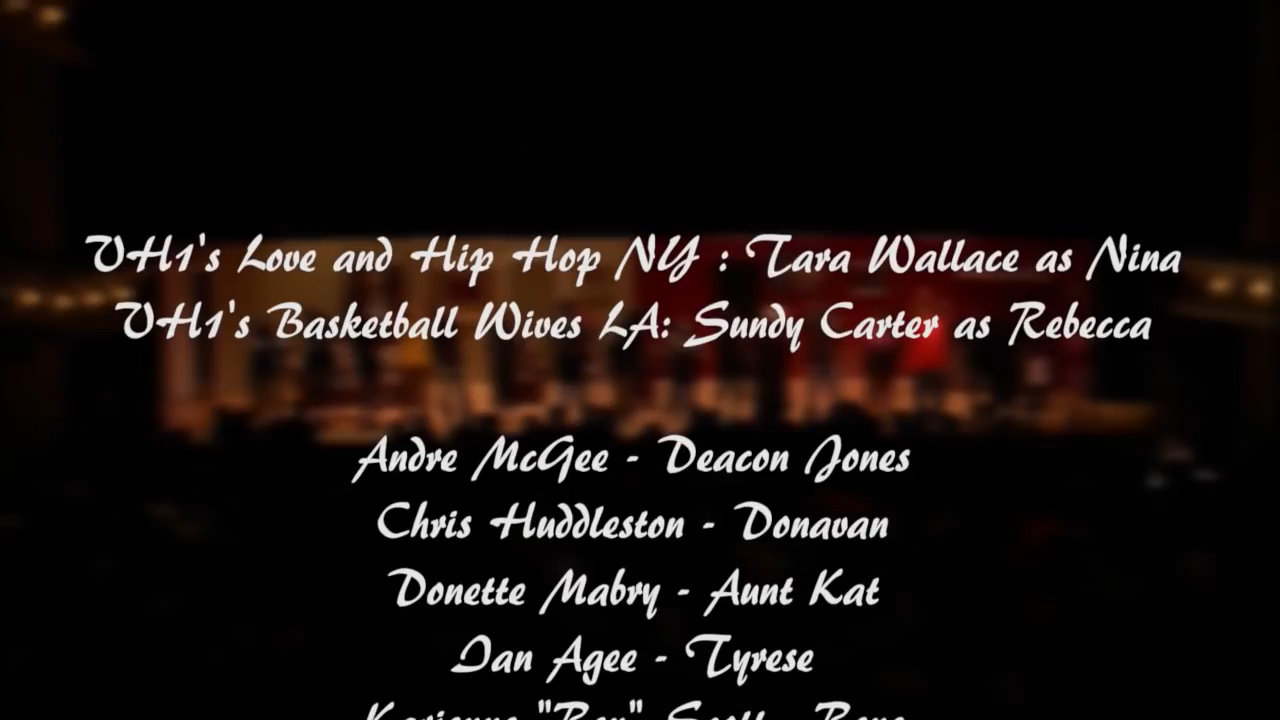 VH1's Love and Hip Hop NY : Tara Wallace as Nina
VH1's Basketball Wives LA: Sundy Carter as Rebecca
Andre McGee - Deacon Jones
Chris Huddleston - Donavan
Donette Mabry - Aunt Kat
Ian Agee - Tyrese
Scott -